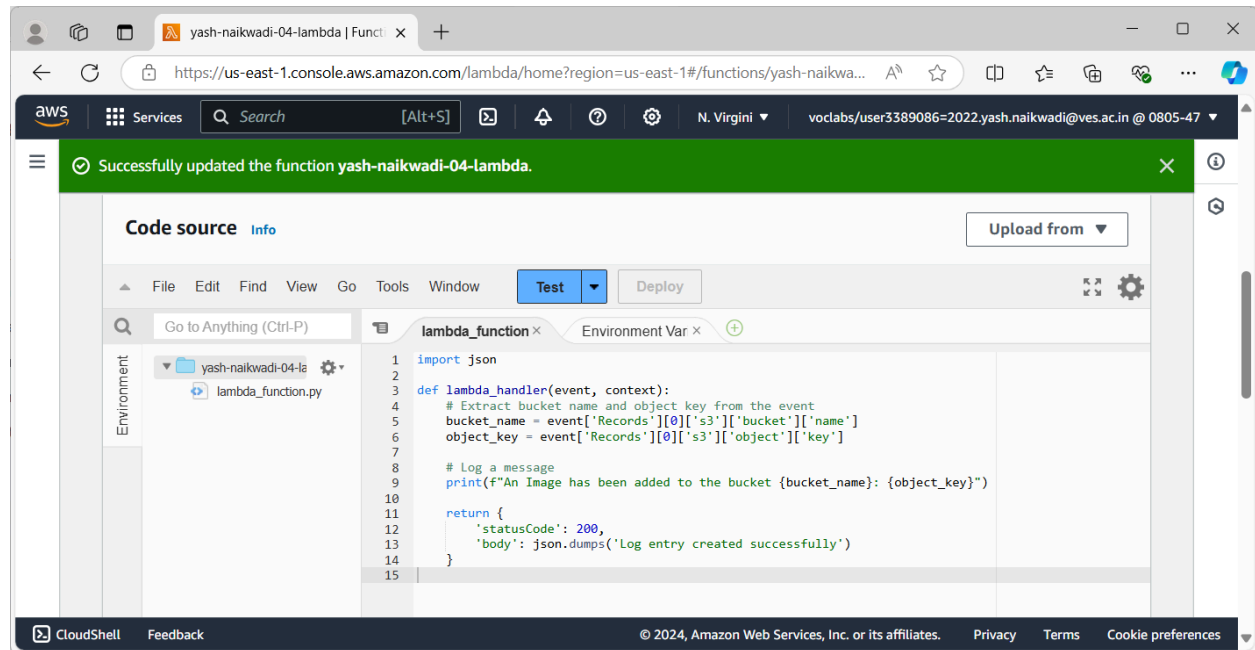 yash-naikwadi-04-lambda | Functi
https://us-east-1.console.aws.amazon.com/lambda/home?region=us-east-1#/functions/yash-naikwa...
aws Services Search [Alt+S] N. Virgini voclabs/user3389086=2022.yash.naikwadi@ves.ac.in @ 0805-47
Successfully updated the function yash-naikwadi-04-lambda.
Code source Info Upload from
File Edit Find View Go Tools Window Test Deploy
Go to Anything (Ctrl-P) lambda_function Environment Var
Environment
yash-naikwadi-04-la
lambda_function.py
1 import json
2
3 def lambda_handler(event, context):
4     # Extract bucket name and object key from the event
5     bucket_name = event['Records'][0]['s3']['bucket']['name']
6     object_key = event['Records'][0]['s3']['object']['key']
7
8     # Log a message
9     print(f"An Image has been added to the bucket {bucket_name}: {object_key}")
10
11     return {
12         'statusCode': 200,
13         'body': json.dumps('Log entry created successfully')
14     }
15
CloudShell Feedback © 2024, Amazon Web Services, Inc. or its affiliates. Privacy Terms Cookie preferences